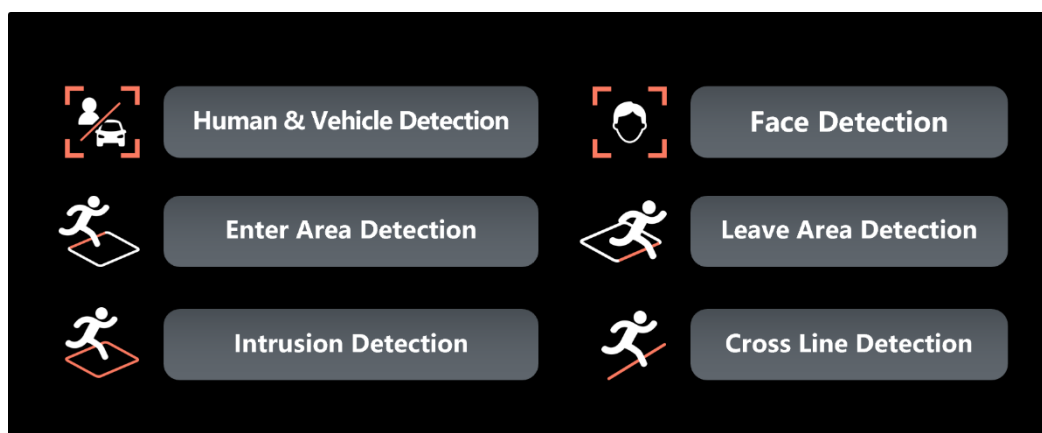 Human & Vehicle Detection
Face Detection
Enter Area Detection
Leave Area Detection
Intrusion Detection
Cross Line Detection